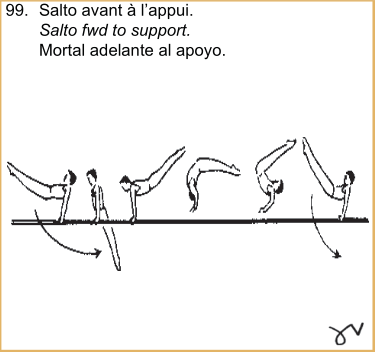 99. Salto avant à l'appui.
Salto fwd to support.
Mortal adelante al apoyo.